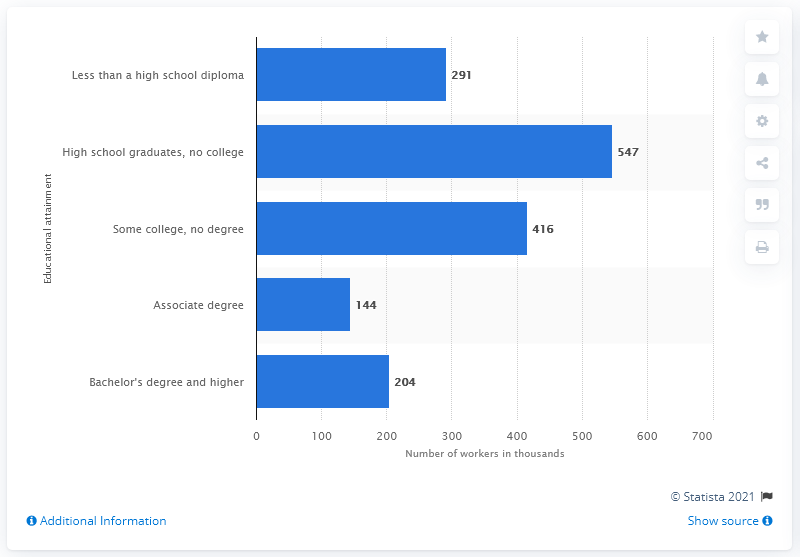 Less than a high school diploma 291
High school graduates, no college 547
Some college, no degree 416
Associate degree 144
Bachelor's degree and higher 204
Educational attainment
0 100 200 300 400 500 600 700
Number of workers in thousands
© Statista 2021
Additional Information
Show source